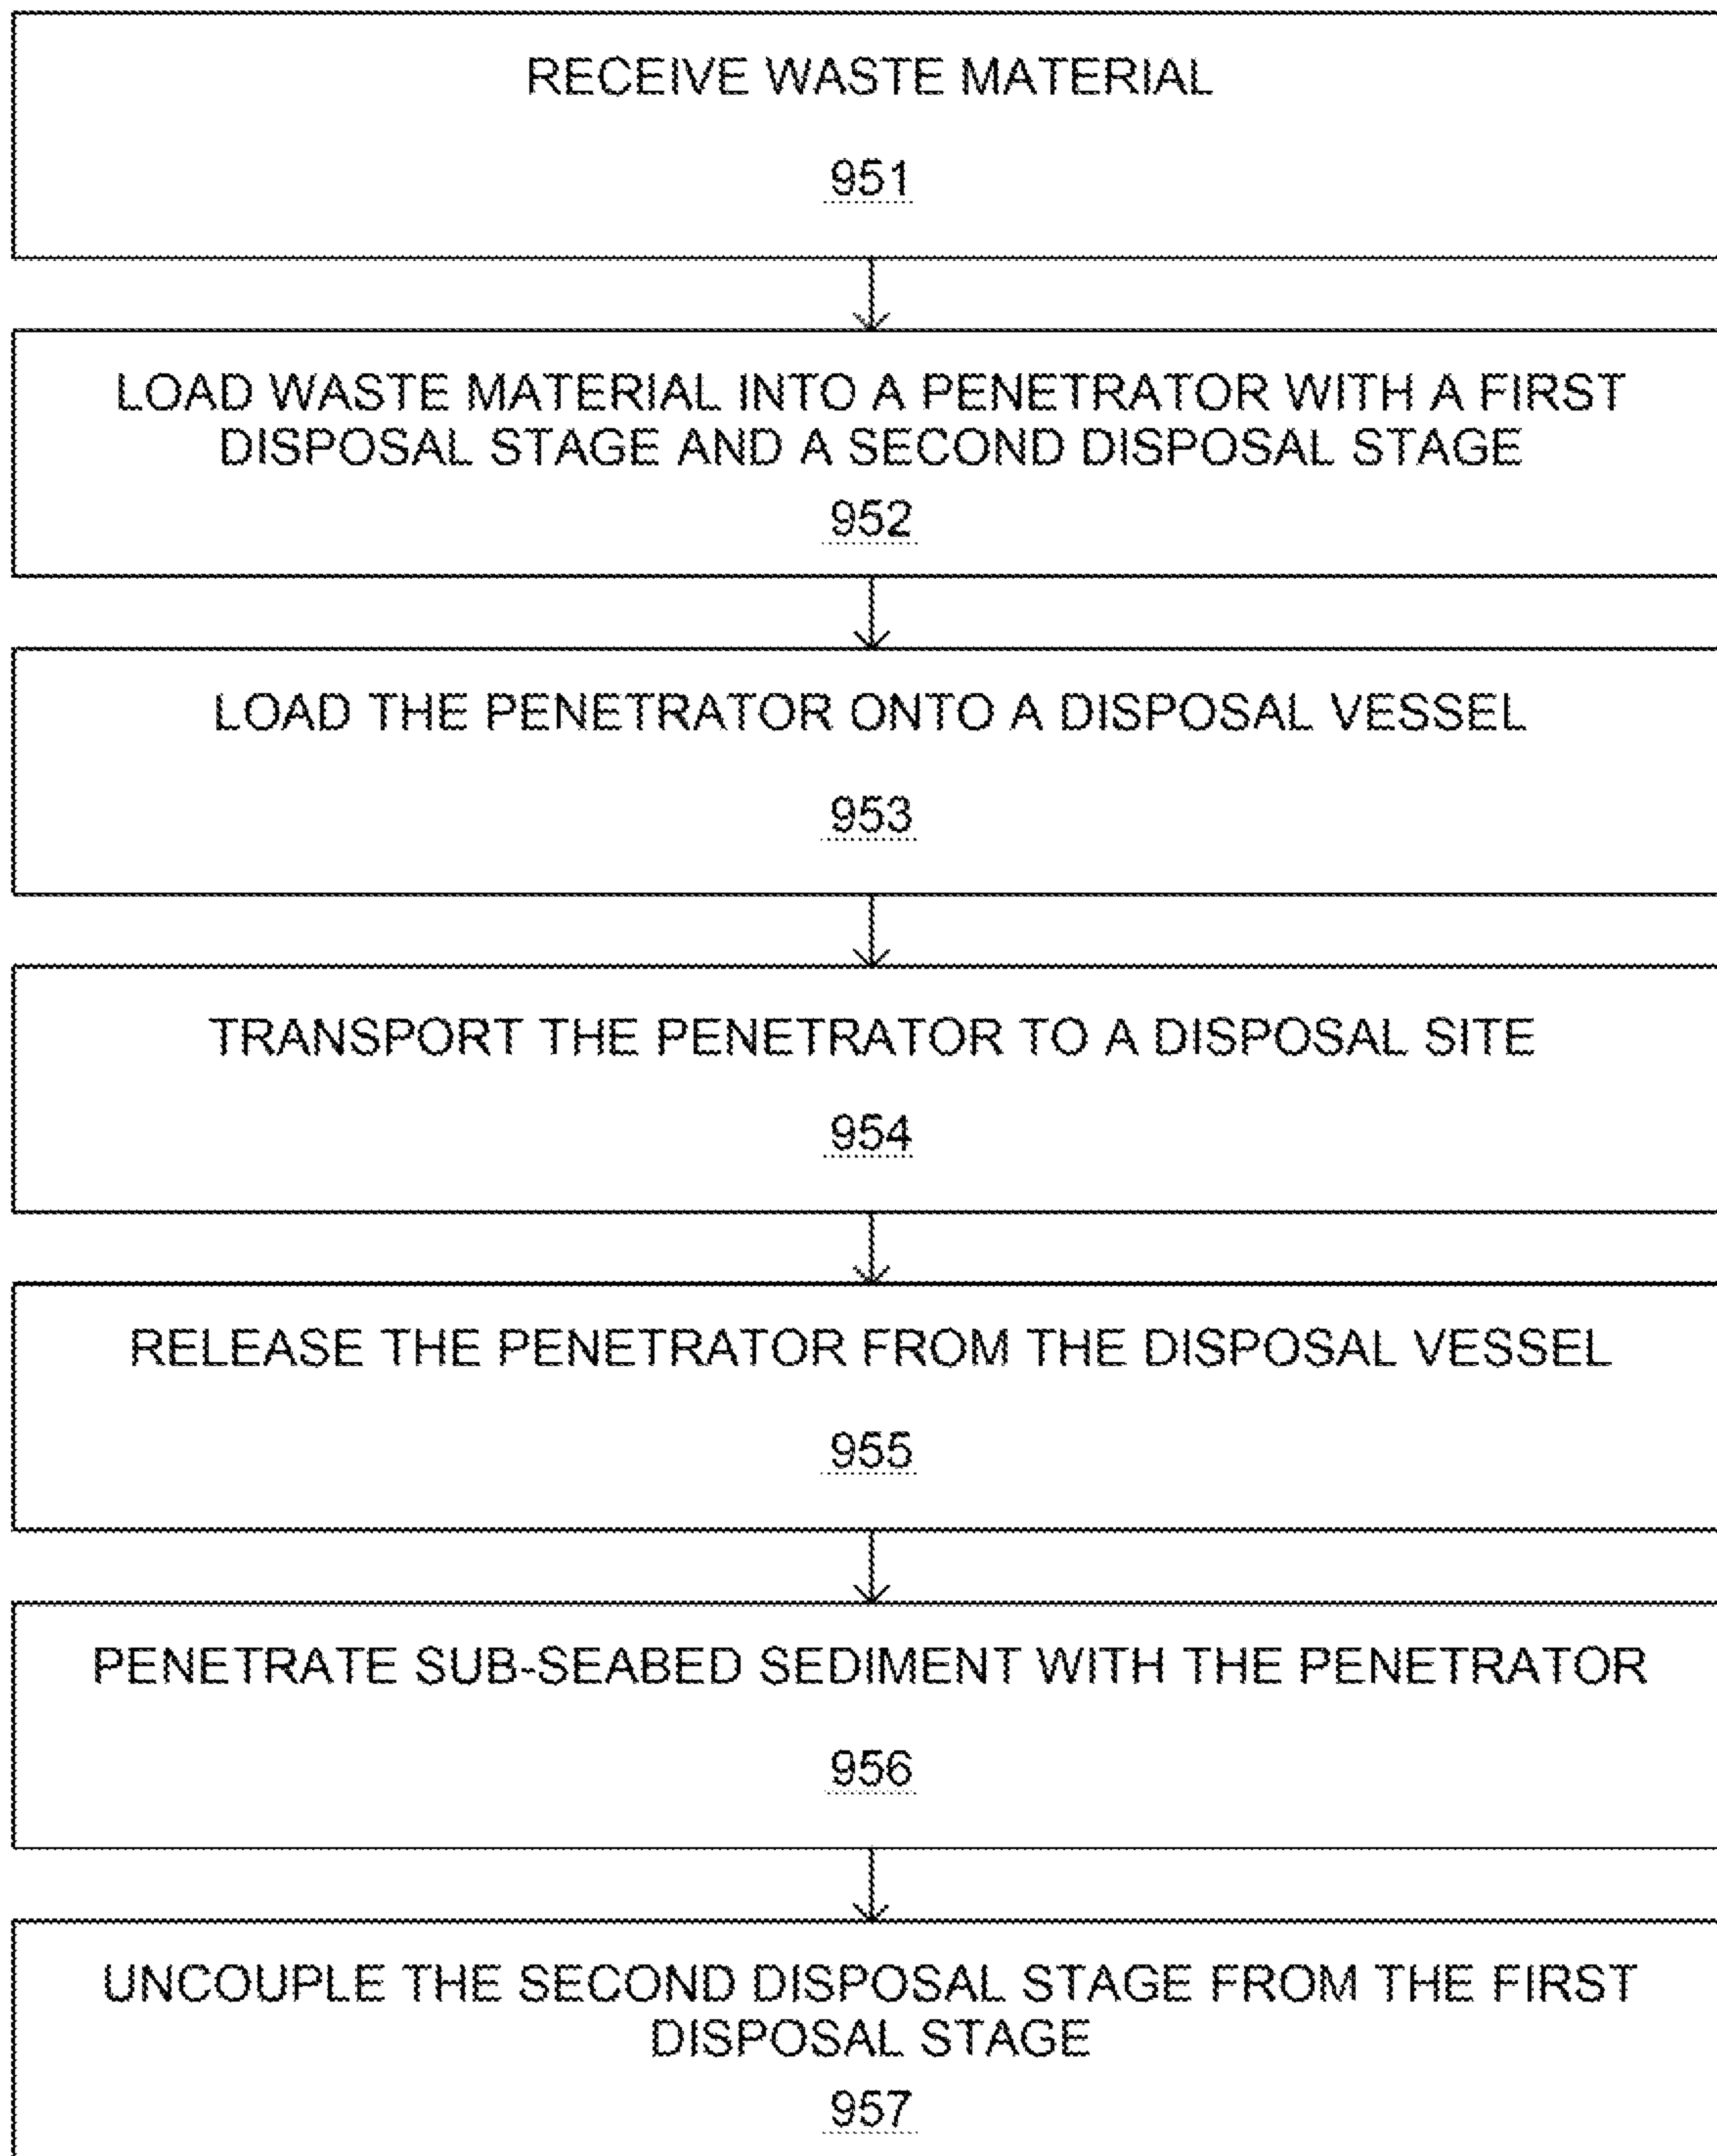 RECEIVE WASTE MATERIAL
951
LOAD WASTE MATERIAL INTO A PENETRATOR WITH A FIRST
DISPOSAL STAGE AND A SECOND DISPOSAL STAGE
952
LOAD THE PENETRATOR ONTO A DISPOSAL VESSEL
953
TRANSPORT THE PENETRATOR TO A DISPOSAL SITE
954
RELEASE THE PENETRATOR FROM THE DISPOSAL VESSEL
955
PENETRATE SUB-SEABED SEDIMENT WITH THE PENETRATOR
956
UNCOUPLE THE SECOND DISPOSAL STAGE FROM THE FIRST
DISPOSAL STAGE
957